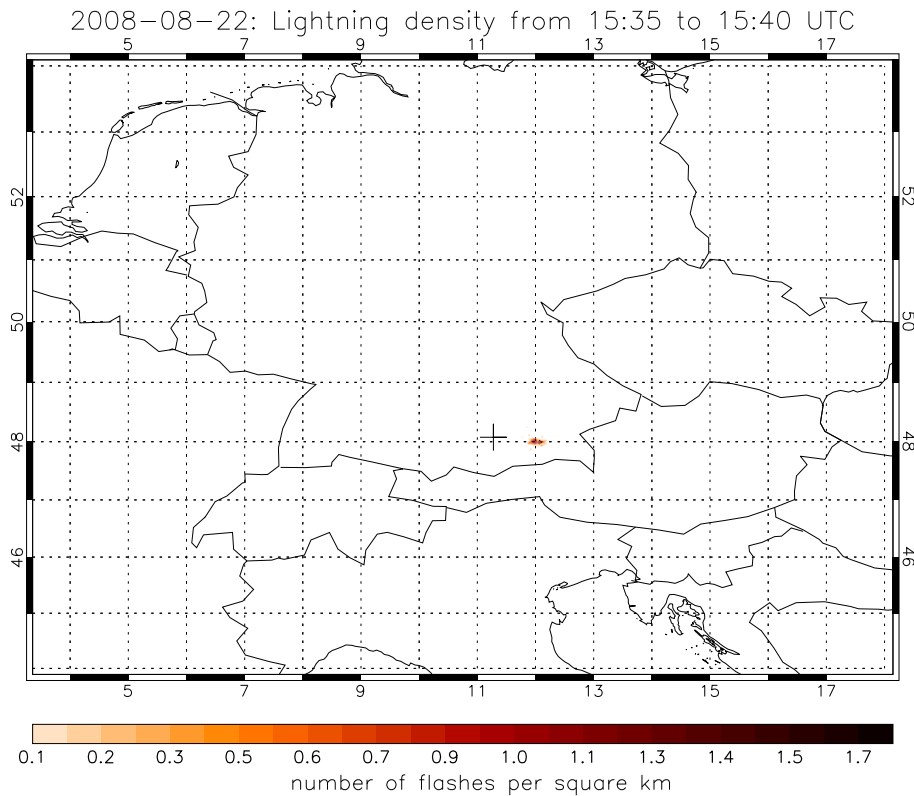 2008-08-22: Lightning density from 15:35 to 15:40 UTC
5 7 9 11 13 15 17
52 52
50 50
48 48
46 46
5 7 9 11 13 15 17
0.1 0.2 0.3 0.5 0.6 0.7 0.9 1.0 1.1 1.3 1.4 1.5 1.7
number of flashes per square km